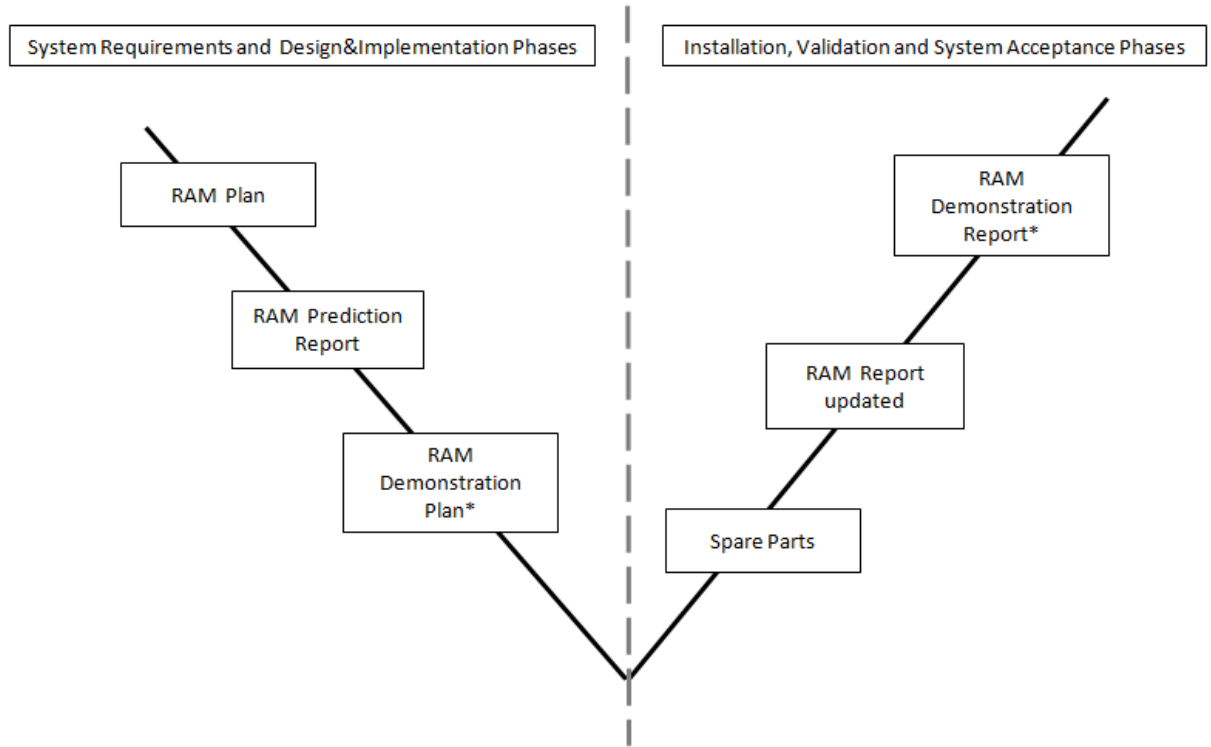 System Requirements and Design&Implementation Phases
Installation, Validation and System Acceptance Phases
RAM Plan
RAM Prediction
Report
RAM
Demonstration
Plan*
RAM
Demonstration
Report*
RAM Report
updated
Spare Parts